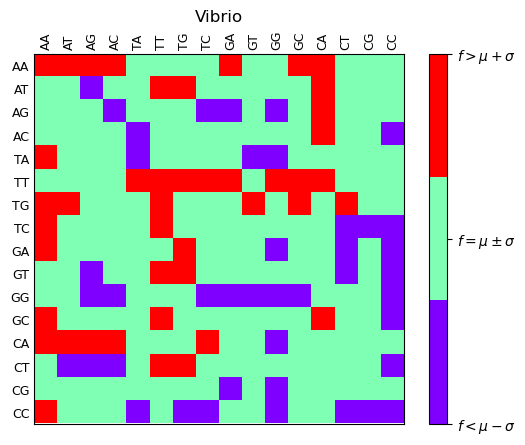 Vibrio
AA AT AG AC TA TT TG TC GA GT GG GC CA CT CG CC
AA
AT
AG
AC
TA
TT
TG
TC
GA
GT
GG
GC
CA
CT
CG
CC
f > μ + σ
f = μ ± σ
f < μ − σ